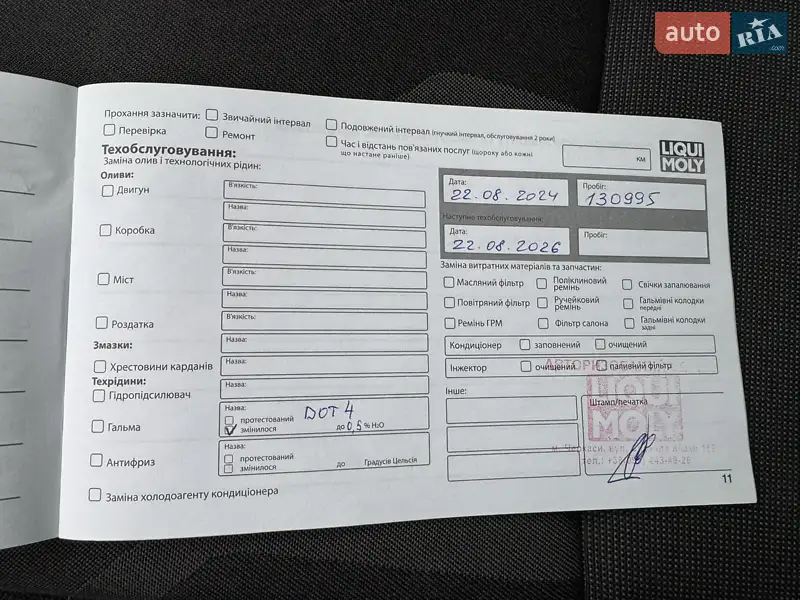 auto RIA.com
Прохання зазначити: Звичайний інтервал Подовжений інтервал (гнучкий інтервал, обслуговування 2 роки)
Перевірка Ремонт Час і відстань пов'язаних послуг (щороку або кожні
що настане раніше) км
LIQUI MOLY
Техобслуговування:
Заміна олив і технологічних рідин:
Оливи:
Двигун
В'язкість:
Назва:
Коробка
В'язкість:
Назва:
Міст
В'язкість:
Назва:
Роздатка
В'язкість:
Змазки:
Назва:
Хрестовини карданів
Назва:
Техрідини:
Гідропідсилювач
Назва:
Гальма
Назва: DOT 4
протестований
змінилося до 0,5 % H2O
Антифриз
Назва:
протестований
змінилося до Градусів Цельсія
Заміна холодоагенту кондиціонера
Дата: 22.08.2024
Пробіг: 130995
Наступне техобслуговування:
Дата: 22.08.2026
Пробіг:
Заміна витратних матеріалів та запчастин:
Масляний фільтр Поліклиновий ремінь Свічки запалювання
Повітряний фільтр Ручейковий ремінь Гальмівні колодки передні
Ремінь ГРМ Фільтр салона Гальмівні колодки задні
Кондиціонер заповнений очищений
Інжектор очищений паливний фільтр
Інше:
Штамп/печатка
LIQUI MOLY
м. Черкаси, вул.
11